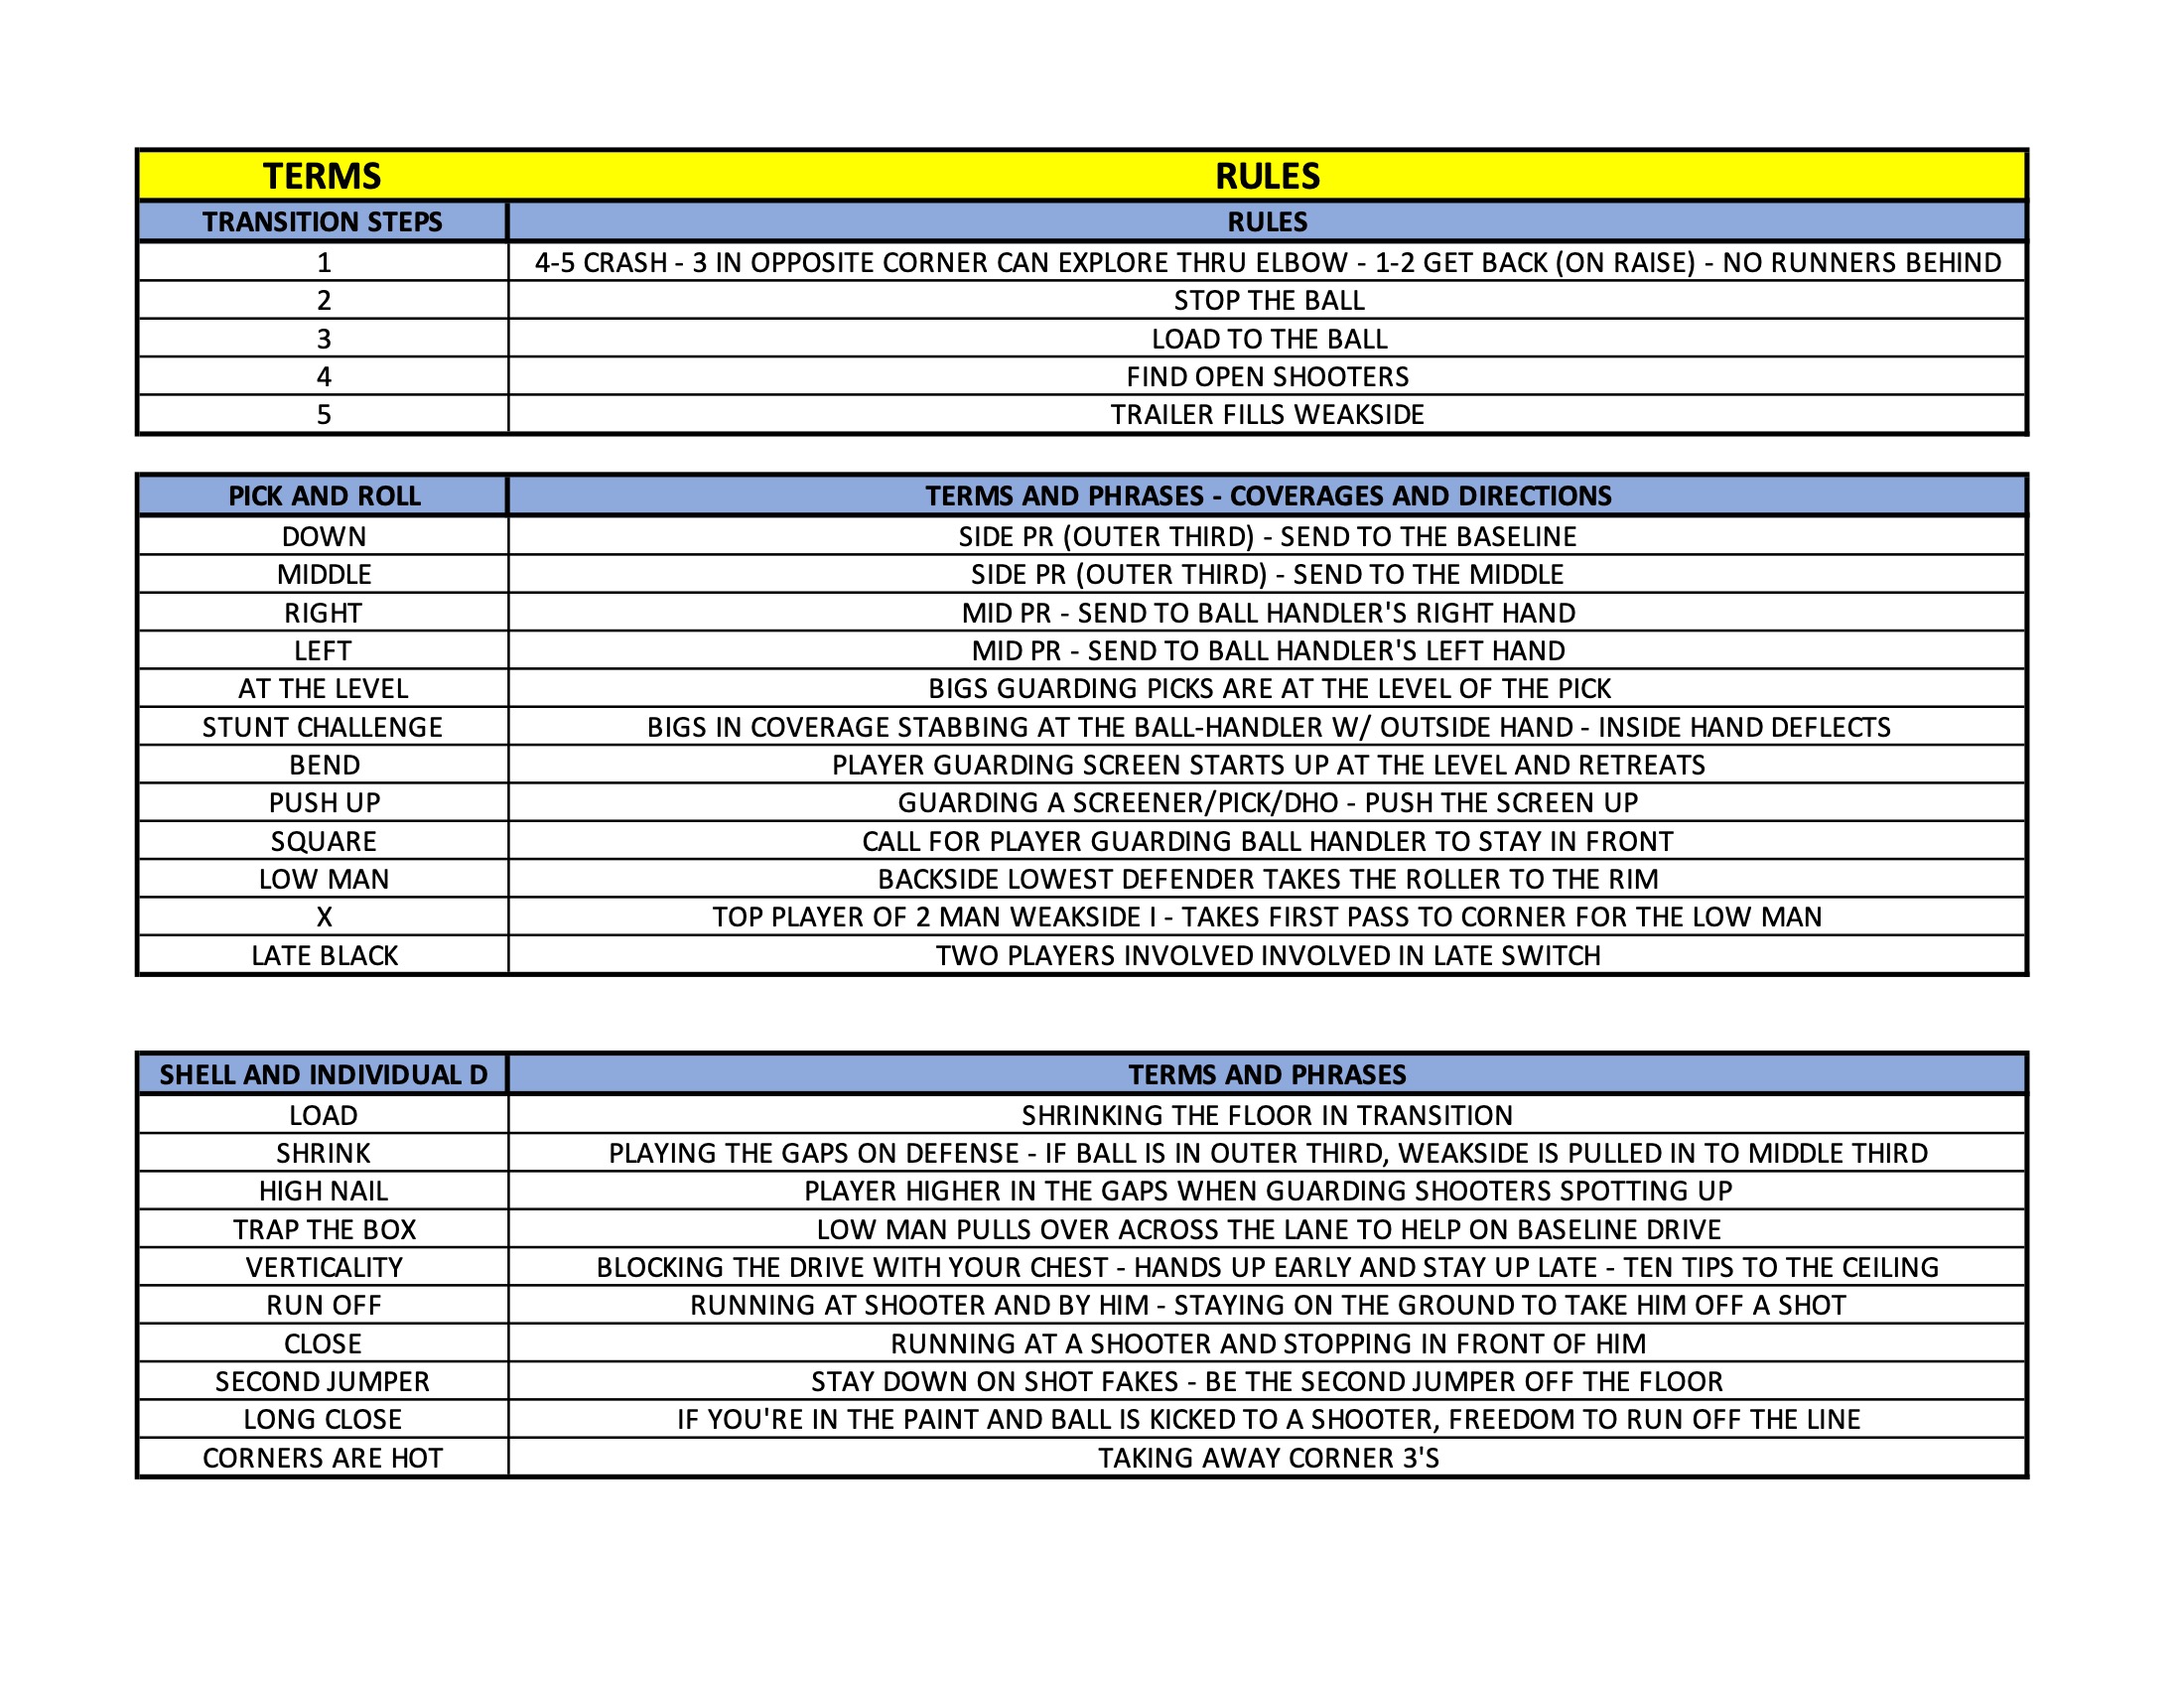 TERMS RULES
TRANSITION STEPS RULES
1 4-5 CRASH - 3 IN OPPOSITE CORNER CAN EXPLORE THRU ELBOW - 1-2 GET BACK (ON RAISE) - NO RUNNERS BEHIND
2 STOP THE BALL
3 LOAD TO THE BALL
4 FIND OPEN SHOOTERS
5 TRAILER FILLS WEAKSIDE
PICK AND ROLL TERMS AND PHRASES - COVERAGES AND DIRECTIONS
DOWN SIDE PR (OUTER THIRD) - SEND TO THE BASELINE
MIDDLE SIDE PR (OUTER THIRD) - SEND TO THE MIDDLE
RIGHT MID PR - SEND TO BALL HANDLER'S RIGHT HAND
LEFT MID PR - SEND TO BALL HANDLER'S LEFT HAND
AT THE LEVEL BIGS GUARDING PICKS ARE AT THE LEVEL OF THE PICK
STUNT CHALLENGE BIGS IN COVERAGE STABBING AT THE BALL-HANDLER W/ OUTSIDE HAND - INSIDE HAND DEFLECTS
BEND PLAYER GUARDING SCREEN STARTS UP AT THE LEVEL AND RETREATS
PUSH UP GUARDING A SCREENER/PICK/DHO - PUSH THE SCREEN UP
SQUARE CALL FOR PLAYER GUARDING BALL HANDLER TO STAY IN FRONT
LOW MAN BACKSIDE LOWEST DEFENDER TAKES THE ROLLER TO THE RIM
X TOP PLAYER OF 2 MAN WEAKSIDE I - TAKES FIRST PASS TO CORNER FOR THE LOW MAN
LATE BLACK TWO PLAYERS INVOLVED INVOLVED IN LATE SWITCH
SHELL AND INDIVIDUAL D TERMS AND PHRASES
LOAD SHRINKING THE FLOOR IN TRANSITION
SHRINK PLAYING THE GAPS ON DEFENSE - IF BALL IS IN OUTER THIRD, WEAKSIDE IS PULLED IN TO MIDDLE THIRD
HIGH NAIL PLAYER HIGHER IN THE GAPS WHEN GUARDING SHOOTERS SPOTTING UP
TRAP THE BOX LOW MAN PULLS OVER ACROSS THE LANE TO HELP ON BASELINE DRIVE
VERTICALITY BLOCKING THE DRIVE WITH YOUR CHEST - HANDS UP EARLY AND STAY UP LATE - TEN TIPS TO THE CEILING
RUN OFF RUNNING AT SHOOTER AND BY HIM - STAYING ON THE GROUND TO TAKE HIM OFF A SHOT
CLOSE RUNNING AT A SHOOTER AND STOPPING IN FRONT OF HIM
SECOND JUMPER STAY DOWN ON SHOT FAKES - BE THE SECOND JUMPER OFF THE FLOOR
LONG CLOSE IF YOU'RE IN THE PAINT AND BALL IS KICKED TO A SHOOTER, FREEDOM TO RUN OFF THE LINE
CORNERS ARE HOT TAKING AWAY CORNER 3'S